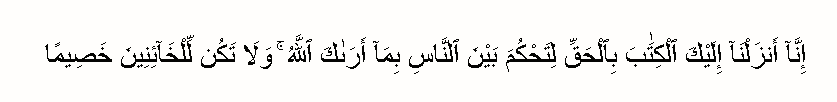 إِنَّآ أَنزَلْنَآ إِلَيْكَ ٱلْكِتَٰبَ بِٱلْحَقِّ لِتَحْكُمَ بَيْنَ ٱلنَّاسِ بِمَآ أَرَىٰكَ ٱللَّهُ ۚ وَلَا تَكُن لِّلْخَآئِنِينَ خَصِيمًا